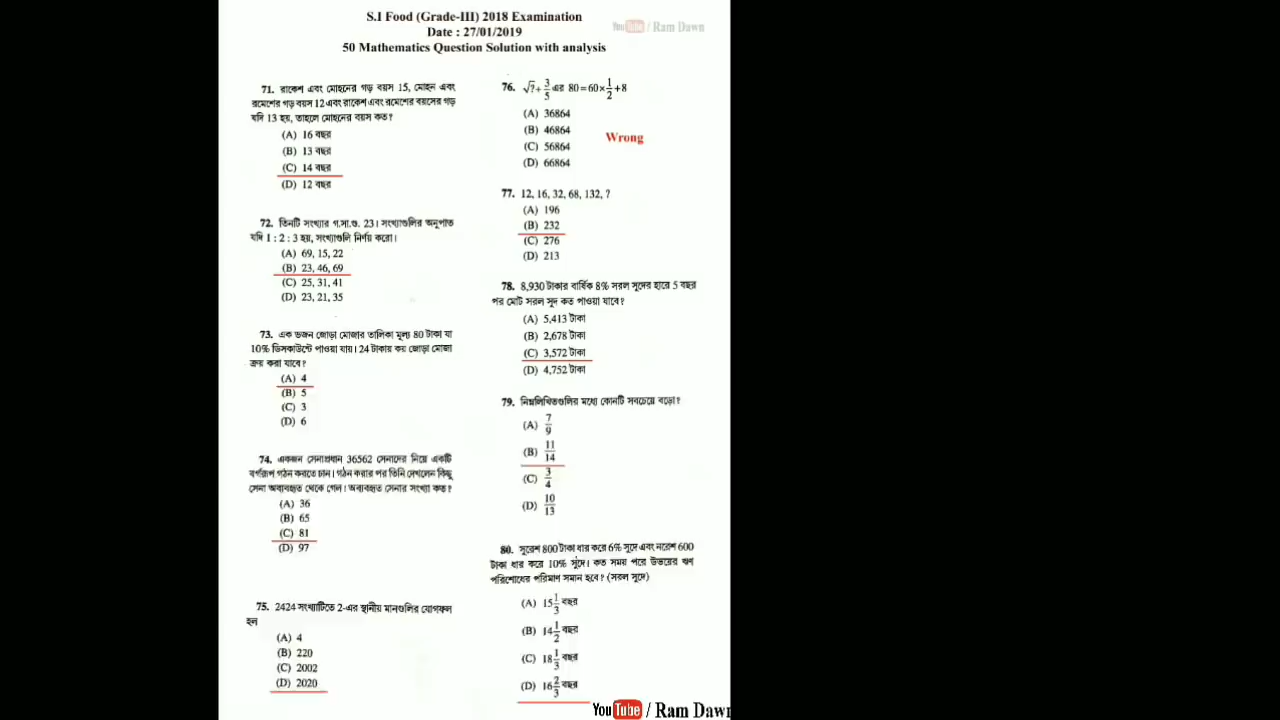 S.I Food (Grade-III) 2018 Examination
Date : 27/01/2019
50 Mathematics Question Solution with analysis
YouTube / Ram Dawn
71. রাকেশ এবং মোহনের গড় বয়স 15, মোহন এবং
রমেশের গড় বয়স 12 এবং রাকেশ এবং রমেশের বয়সের গড়
যদি 13 হয়, তাহলে মোহনের বয়স কত?
(A) 16 বছর
(B) 13 বছর
(C) 14 বছর
(D) 12 বছর
72. তিনটি সংখ্যার গ.সা.গু. 23। সংখ্যাগুলির অনুপাত
যদি 1 : 2 : 3 হয়, সংখ্যাগুলি নির্ণয় করো।
(A) 69, 15, 22
(B) 23, 46, 69
(C) 25, 31, 41
(D) 23, 21, 35
73. এক ডজন জোড়া মোজার তালিকা মূল্য 80 টাকা যা
10% ডিসকাউন্টে পাওয়া যায়। 24 টাকায় কয় জোড়া মোজা
ক্রয় করা যাবে?
(A) 4
(B) 5
(C) 3
(D) 6
74. একজন সেনাপ্রধান 36562 সেনাদের নিয়ে একটি
বর্গরূপ গঠন করতে চান। গঠন করার পর তিনি দেখলেন কিছু
সেনা অব্যবহৃত থেকে গেল। অব্যবহৃত সেনার সংখ্যা কত?
(A) 36
(B) 65
(C) 81
(D) 97
75. 2424 সংখ্যাটিতে 2-এর স্থানীয় মানগুলির যোগফল
হল
(A) 4
(B) 220
(C) 2002
(D) 2020
76. √? + 3/5 এর 80 = 60 × 1/2 + 8
(A) 36864
(B) 46864
(C) 56864
(D) 66864
Wrong
77. 12, 16, 32, 68, 132, ?
(A) 196
(B) 232
(C) 276
(D) 213
78. 8,930 টাকার বার্ষিক 8% সরল সুদের হারে 5 বছর
পর মোট সরল সুদ কত পাওয়া যাবে?
(A) 5,413 টাকা
(B) 2,678 টাকা
(C) 3,572 টাকা
(D) 4,752 টাকা
79. নিম্নলিখিতগুলির মধ্যে কোনটি সবচেয়ে বড়ো?
(A) 7/9
(B) 11/14
(C) 3/4
(D) 10/13
80. সুরেশ 800 টাকা ধার করে 6% সুদে এবং নরেশ 600
টাকা ধার করে 10% সুদে। কত সময় পরে উভয়ের ঋণ
পরিশোধের পরিমাণ সমান হবে? (সরল সুদে)
(A) 15 1/3 বছর
(B) 14 1/2 বছর
(C) 18 1/3 বছর
(D) 16 2/3 বছর
YouTube / Ram Dawn